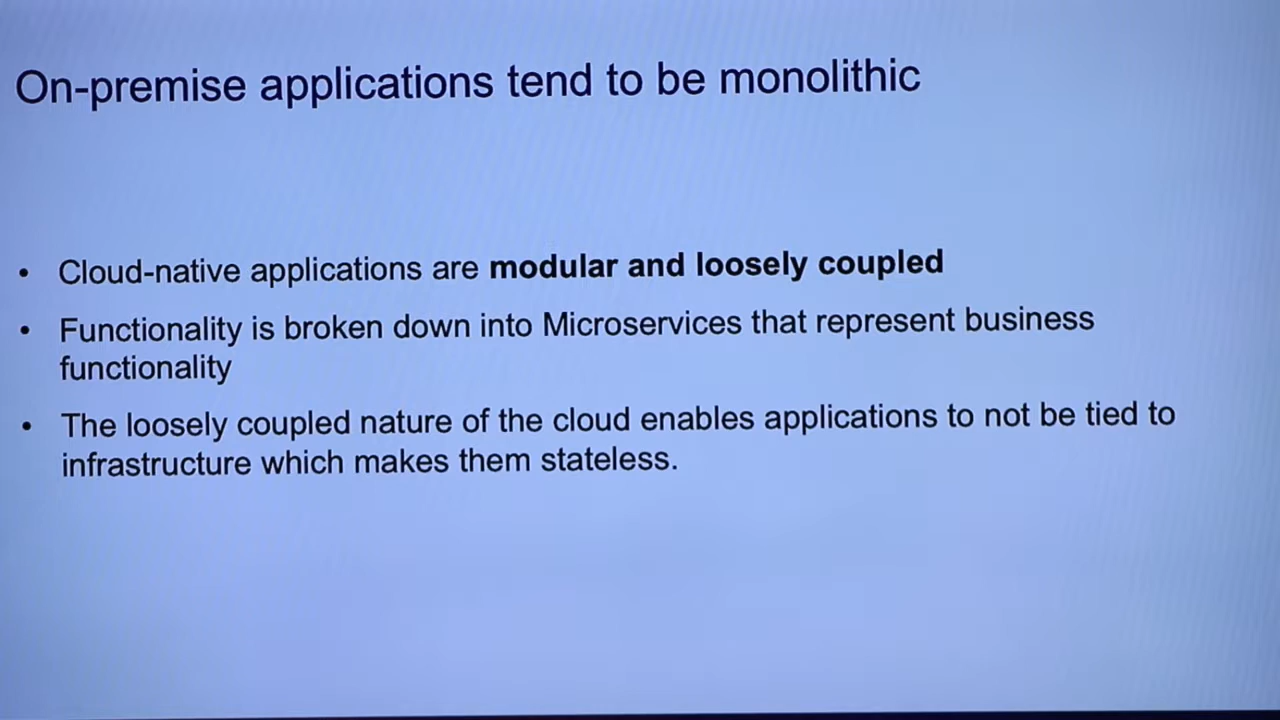 On-premise applications tend to be monolithic
• Cloud-native applications are modular and loosely coupled
• Functionality is broken down into Microservices that represent business
functionality
• The loosely coupled nature of the cloud enables applications to not be tied to
infrastructure which makes them stateless.